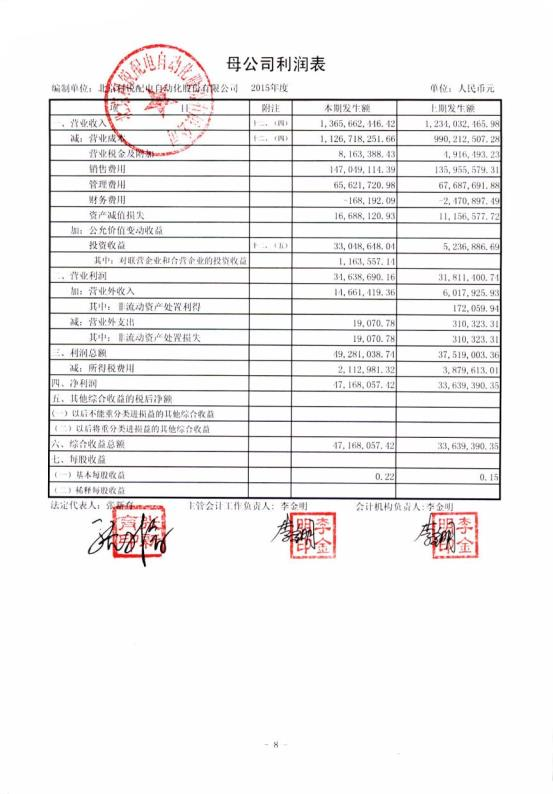 母公司利润表
编制单位：北京科锐配电自动化股份有限公司 2015年度 单位：人民币元
项 目 附注 本期发生额 上期发生额
一、营业收入 十二、（四） 1,365,662,446.42 1,234,032,465.98
减：营业成本 十二、（四） 1,126,718,251.66 990,212,507.28
营业税金及附加 8,163,388.43 4,916,493.23
销售费用 147,049,114.39 135,955,579.31
管理费用 65,621,720.98 67,687,691.88
财务费用 -168,192.09 -2,470,897.49
资产减值损失 16,688,120.93 11,156,577.72
加：公允价值变动收益
投资收益 十二、（五） 33,048,648.04 5,236,886.69
其中：对联营企业和合营企业的投资收益 1,163,557.14
二、营业利润 34,638,690.16 31,811,400.74
加：营业外收入 14,661,419.36 6,017,925.93
其中：非流动资产处置利得 172,059.94
减：营业外支出 19,070.78 310,323.31
其中：非流动资产处置损失 19,070.78 310,323.31
三、利润总额 49,281,038.74 37,519,003.36
减：所得税费用 2,112,981.32 3,879,613.01
四、净利润 47,168,057.42 33,639,390.35
五、其他综合收益的税后净额
（一）以后不能重分类进损益的其他综合收益
（二）以后将重分类进损益的其他综合收益
六、综合收益总额 47,168,057.42 33,639,390.35
七、每股收益
（一）基本每股收益 0.22 0.15
（二）稀释每股收益
法定代表人：张新育 主管会计工作负责人：李金明 会计机构负责人：李金明
李金明印
李金明印
- 8 -